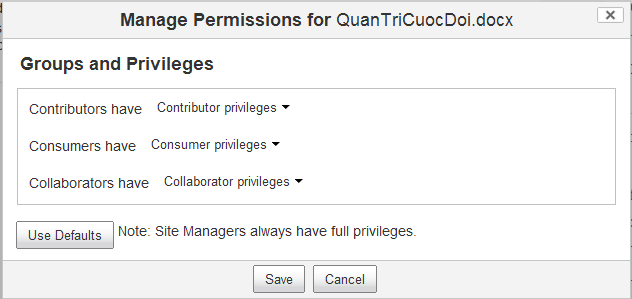 Manage Permissions for QuanTriCuocDoi.docx
Groups and Privileges
Contributors have Contributor privileges
Consumers have Consumer privileges
Collaborators have Collaborator privileges
Use Defaults Note: Site Managers always have full privileges.
Save Cancel